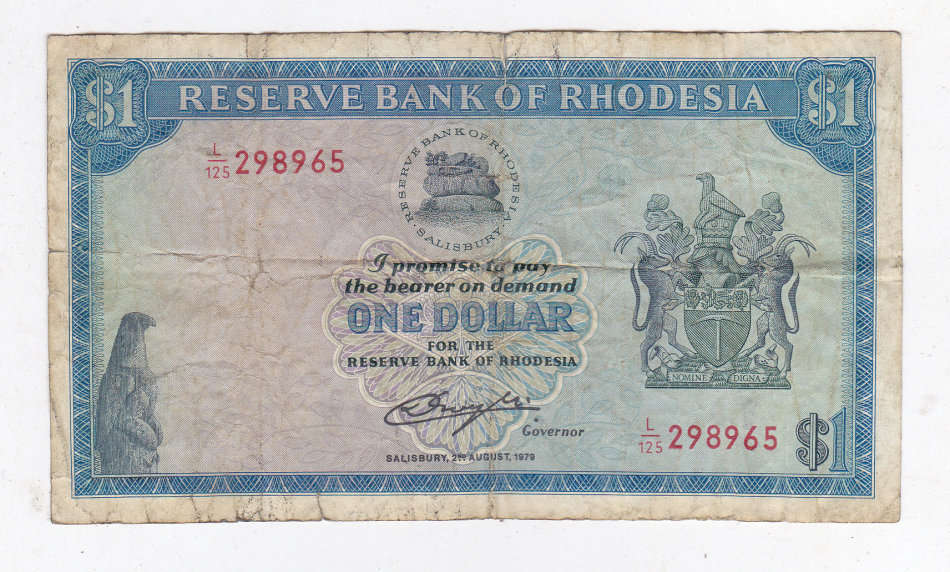 $1 RESERVE BANK OF RHODESIA $1
L/125 298965
RESERVE BANK OF RHODESIA
· SALISBURY ·
I promise to pay
the bearer on demand
ONE DOLLAR
FOR THE
RESERVE BANK OF RHODESIA
NOMINE DIGNA
Governor
L/125 298965
$1
SALISBURY, 2ND AUGUST, 1979